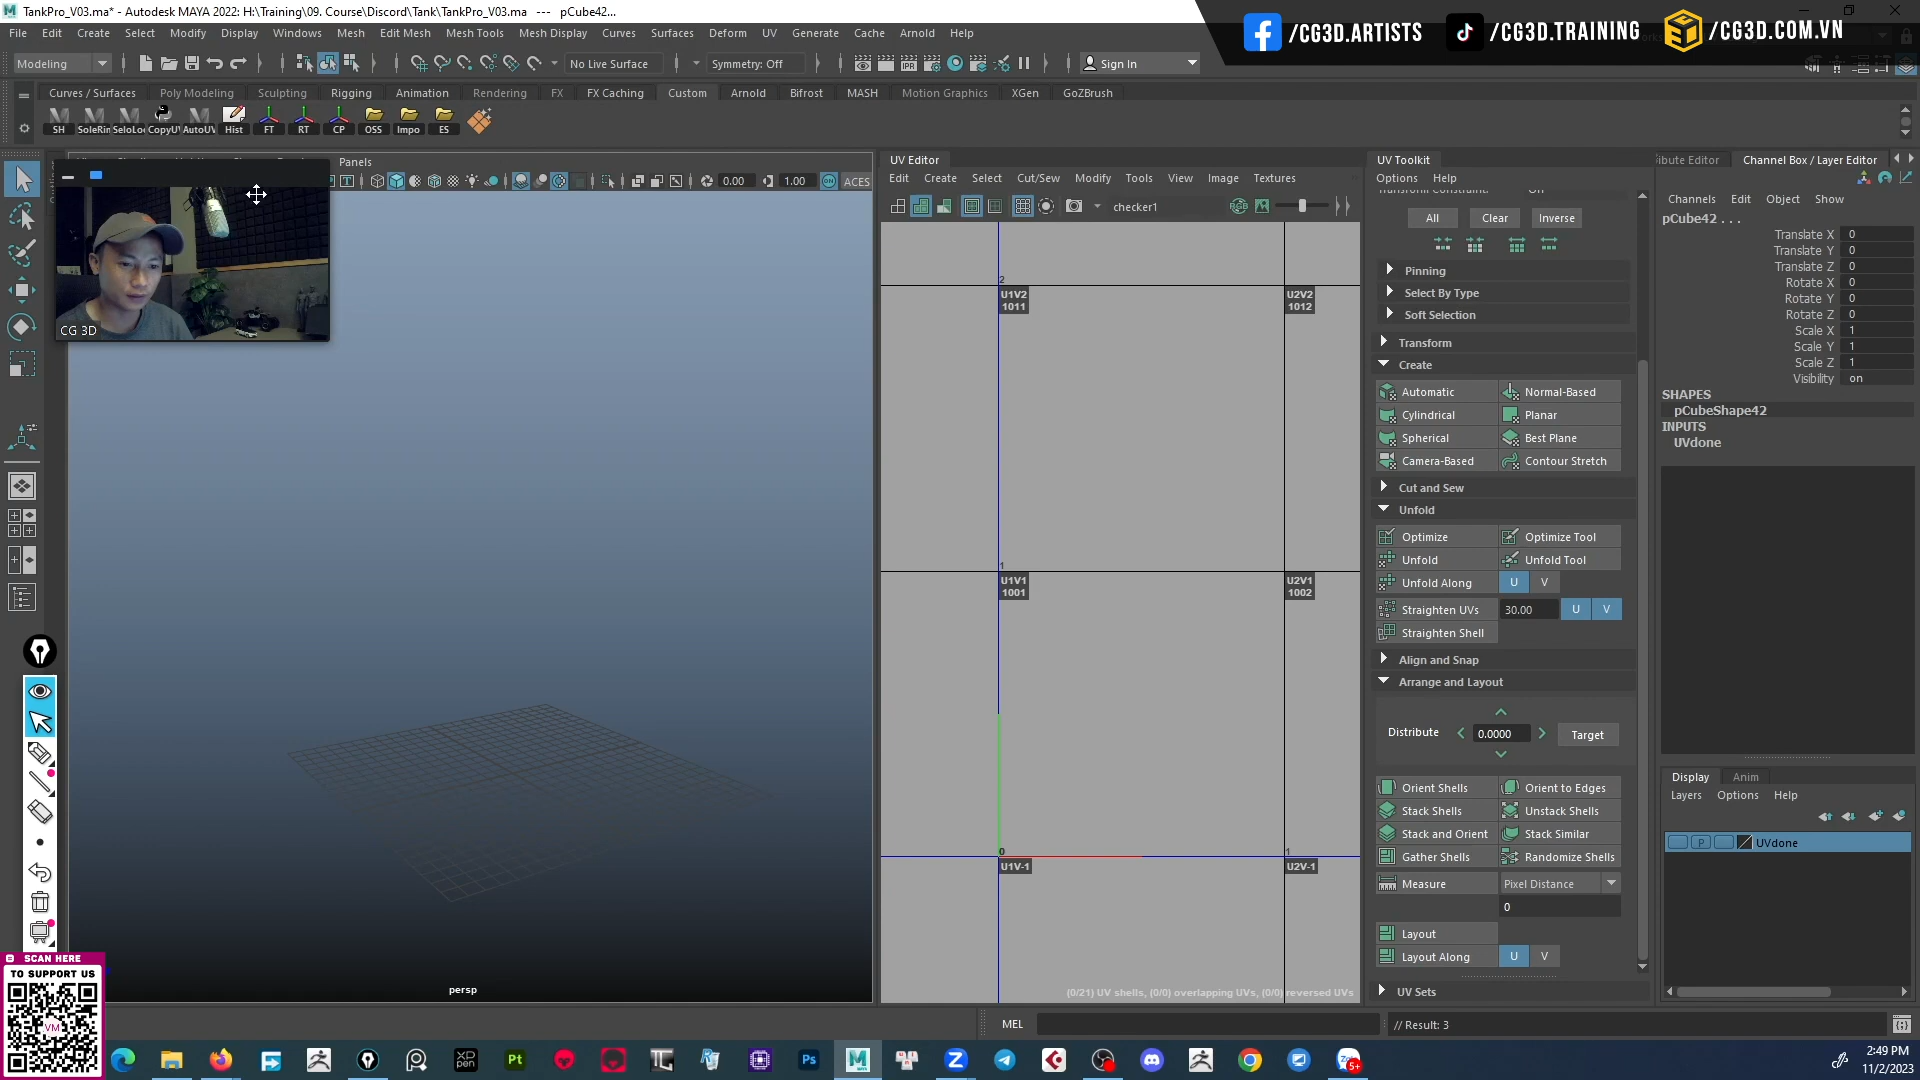 TankPro_V03.ma* - Autodesk MAYA 2022: H:\Training\09. Course\Discord\Tank\TankPro_V03.ma --- pCube42...
/CG3D.ARTISTS /CG3D.TRAINING /CG3D.COM.VN
File Edit Create Select Modify Display Windows Mesh Edit Mesh Mesh Tools Mesh Display Curves Surfaces Deform UV Generate Cache Arnold Help
Modeling No Live Surface Symmetry: Off Sign In
Curves / Surfaces Poly Modeling Sculpting Rigging Animation Rendering FX FX Caching Custom Arnold Bifrost MASH Motion Graphics XGen GoZBrush
SH SoleRin SeloLoc CopyUV AutoUV Hist FT RT CP OSS Impo ES
Panels
0.00 1.00 ACES
CG 3D
persp
UV Editor
Edit Create Select Cut/Sew Modify Tools View Image Textures
checker1
2
U1V2
1011
U2V2
1012
1
U1V1
1001
U2V1
1002
0
1
U1V-1
U2V-1
(0/21) UV shells, (0/0) overlapping UVs, (0/0) reversed UVs
UV Toolkit
Options Help
All Clear Inverse
Pinning
Select By Type
Soft Selection
Transform
Create
Automatic Normal-Based
Cylindrical Planar
Spherical Best Plane
Camera-Based Contour Stretch
Cut and Sew
Unfold
Optimize Optimize Tool
Unfold Unfold Tool
Unfold Along U V
Straighten UVs 30.00 U V
Straighten Shell
Align and Snap
Arrange and Layout
Distribute 0.0000 Target
Orient Shells Orient to Edges
Stack Shells Unstack Shells
Stack and Orient Stack Similar
Gather Shells Randomize Shells
Measure Pixel Distance
0
Layout
Layout Along U V
UV Sets
ibute Editor Channel Box / Layer Editor
Channels Edit Object Show
pCube42 . . .
Translate X 0
Translate Y 0
Translate Z 0
Rotate X 0
Rotate Y 0
Rotate Z 0
Scale X 1
Scale Y 1
Scale Z 1
Visibility on
SHAPES
pCubeShape42
INPUTS
UVdone
Display Anim
Layers Options Help
P UVdone
MEL
// Result: 3
SCAN HERE
TO SUPPORT US
VM
2:49 PM
11/2/2023